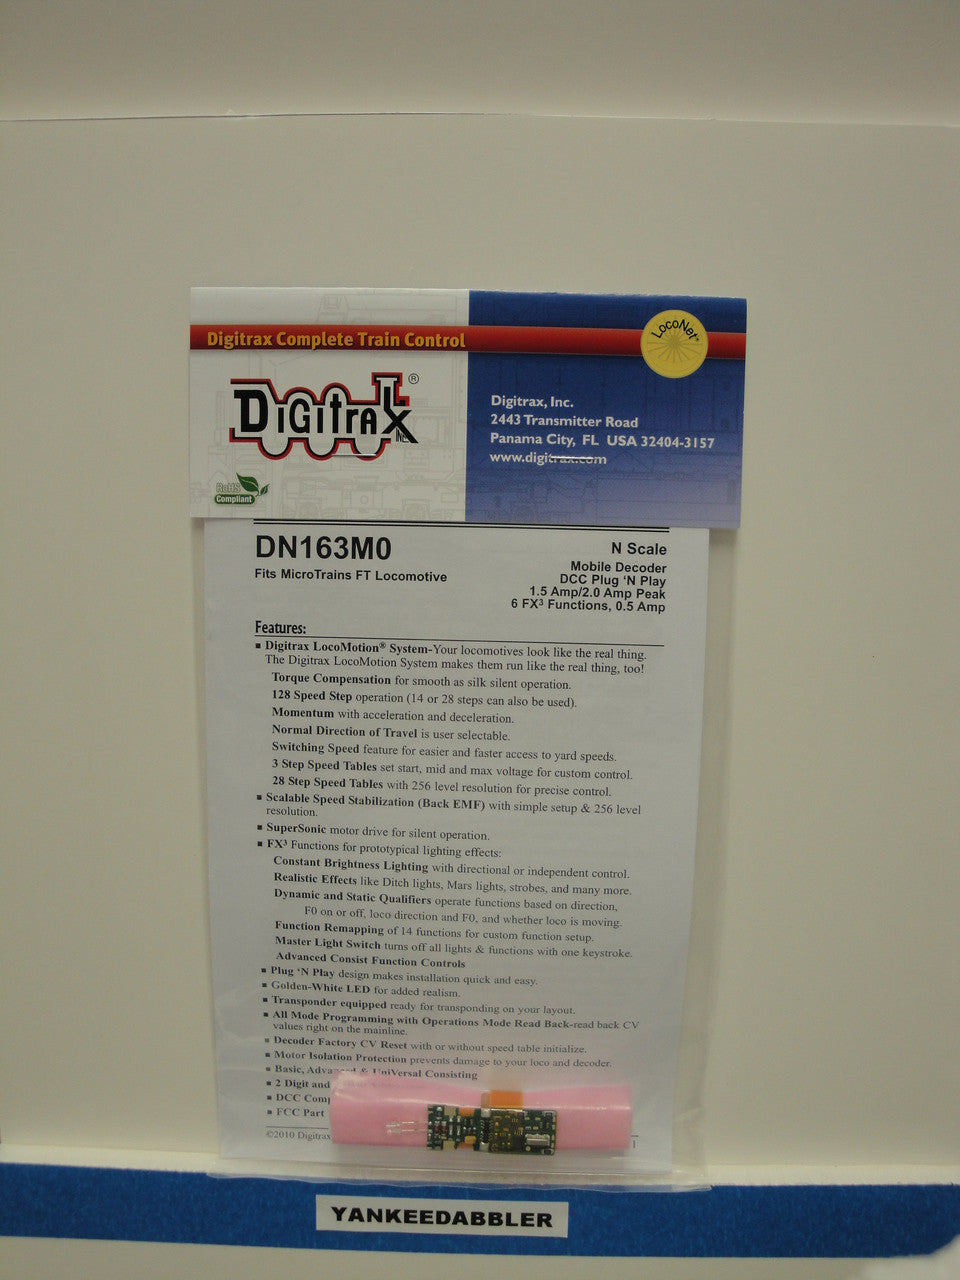 Digitrax Complete Train Control
LocoNet™
DIGITRAX®
INC.
Digitrax, Inc.
2443 Transmitter Road
Panama City, FL USA 32404-3157
www.digitrax.com
RoHS
Compliant
DN163M0
Fits MicroTrains FT Locomotive
N Scale
Mobile Decoder
DCC Plug ‘N Play
1.5 Amp/2.0 Amp Peak
6 FX³ Functions, 0.5 Amp
Features:
▪ Digitrax LocoMotion® System-Your locomotives look like the real thing.
The Digitrax LocoMotion System makes them run like the real thing, too!
Torque Compensation for smooth as silk silent operation.
128 Speed Step operation (14 or 28 steps can also be used).
Momentum with acceleration and deceleration.
Normal Direction of Travel is user selectable.
Switching Speed feature for easier and faster access to yard speeds.
3 Step Speed Tables set start, mid and max voltage for custom control.
28 Step Speed Tables with 256 level resolution for precise control.
▪ Scalable Speed Stabilization (Back EMF) with simple setup & 256 level
resolution.
▪ SuperSonic motor drive for silent operation.
▪ FX³ Functions for prototypical lighting effects:
Constant Brightness Lighting with directional or independent control.
Realistic Effects like Ditch lights, Mars lights, strobes, and many more.
Dynamic and Static Qualifiers operate functions based on direction,
F0 on or off, loco direction and F0, and whether loco is moving.
Function Remapping of 14 functions for custom function setup.
Master Light Switch turns off all lights & functions with one keystroke.
Advanced Consist Function Controls
▪ Plug ‘N Play design makes installation quick and easy.
▪ Golden-White LED for added realism.
▪ Transponder equipped ready for transponding on your layout.
▪ All Mode Programming with Operations Mode Read Back-read back CV
values right on the mainline.
▪ Decoder Factory CV Reset with or without speed table initialize.
▪ Motor Isolation Protection prevents damage to your loco and decoder.
▪ Basic, Advanced & UniVersal Consisting
▪ 2 Digit and
▪ DCC Comp
▪ FCC Part
©2010 Digitrax
1
YANKEEDABBLER